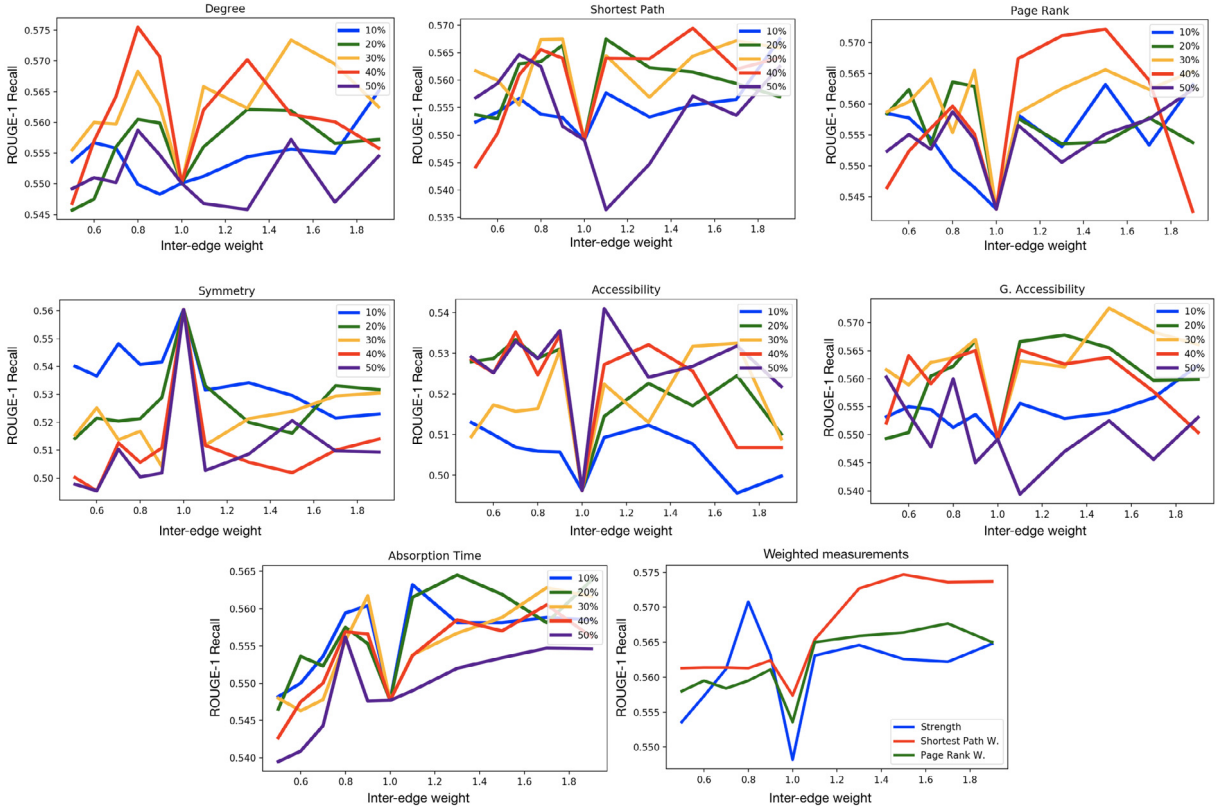 Degree
ROUGE-1 Recall
0.575
0.570
0.565
0.560
0.555
0.550
0.545
0.6 0.8 1.0 1.2 1.4 1.6 1.8
Inter-edge weight
10%
20%
30%
40%
50%
Shortest Path
ROUGE-1 Recall
0.570
0.565
0.560
0.555
0.550
0.545
0.540
0.535
0.6 0.8 1.0 1.2 1.4 1.6 1.8
Inter-edge weight
10%
20%
30%
40%
50%
Page Rank
ROUGE-1 Recall
0.570
0.565
0.560
0.555
0.550
0.545
0.6 0.8 1.0 1.2 1.4 1.6 1.8
Inter-edge weight
10%
20%
30%
40%
50%
Symmetry
ROUGE-1 Recall
0.56
0.55
0.54
0.53
0.52
0.51
0.50
0.6 0.8 1.0 1.2 1.4 1.6 1.8
Inter-edge weight
10%
20%
30%
40%
50%
Accessibility
ROUGE-1 Recall
0.54
0.53
0.52
0.51
0.50
0.6 0.8 1.0 1.2 1.4 1.6 1.8
Inter-edge weight
10%
20%
30%
40%
50%
G. Accessibility
ROUGE-1 Recall
0.570
0.565
0.560
0.555
0.550
0.545
0.540
0.6 0.8 1.0 1.2 1.4 1.6 1.8
Inter-edge weight
10%
20%
30%
40%
50%
Absorption Time
ROUGE-1 Recall
0.565
0.560
0.555
0.550
0.545
0.540
0.6 0.8 1.0 1.2 1.4 1.6 1.8
Inter-edge weight
10%
20%
30%
40%
50%
Weighted measurements
ROUGE-1 Recall
0.575
0.570
0.565
0.560
0.555
0.550
0.6 0.8 1.0 1.2 1.4 1.6 1.8
Inter-edge weight
Strength
Shortest Path W.
Page Rank W.